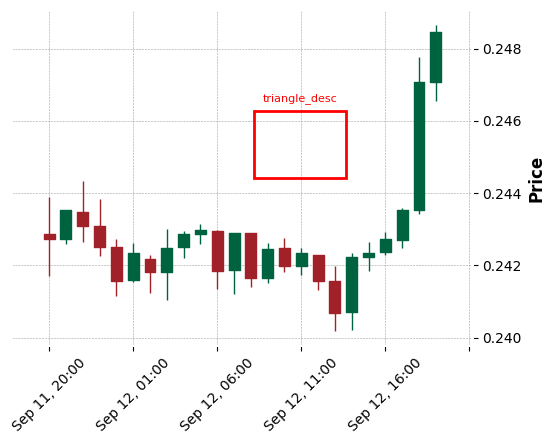 triangle_desc
0.248
0.246
0.244
0.242
0.240
Price
Sep 11, 20:00
Sep 12, 01:00
Sep 12, 06:00
Sep 12, 11:00
Sep 12, 16:00